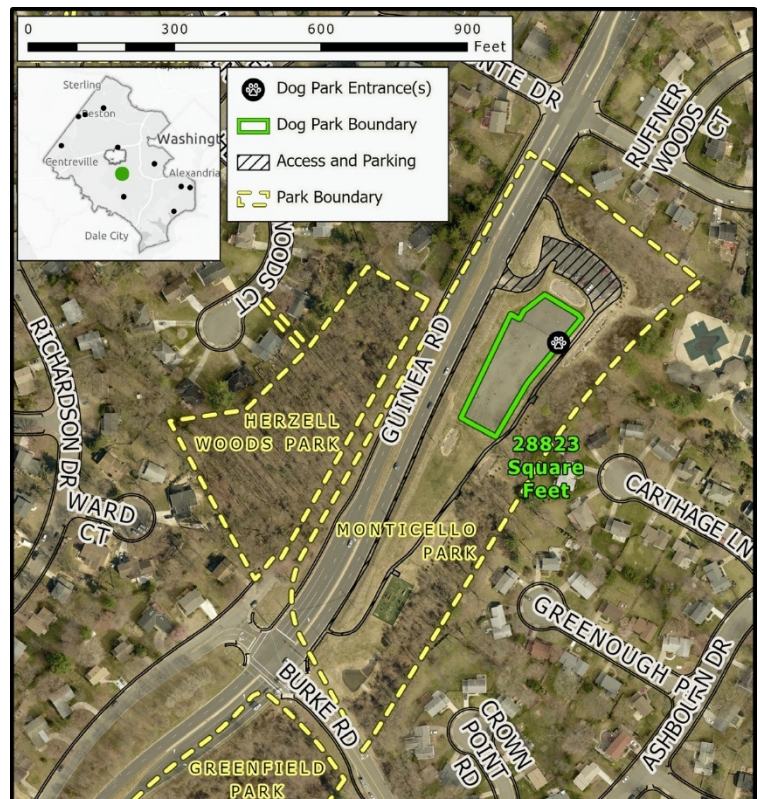 0 300 600 900
Feet
Sterling
Reston
Washingt
Centreville
Alexandria
Dale City
Dog Park Entrance(s)
Dog Park Boundary
Access and Parking
Park Boundary
NTE DR
RUFFNER
WOODS
CT
WOODS
CT
RICHARDSON DR
GUINEA RD
HERZELL
WOODS PARK
WARD
CT
28823
Square
Feet
CARTHAGE LN
MONTICELLO
PARK
GREENOUGH PL
ASHBOURN DR
BURKE RD
CROWN
POINT
RD
GREENFIELD
PARK